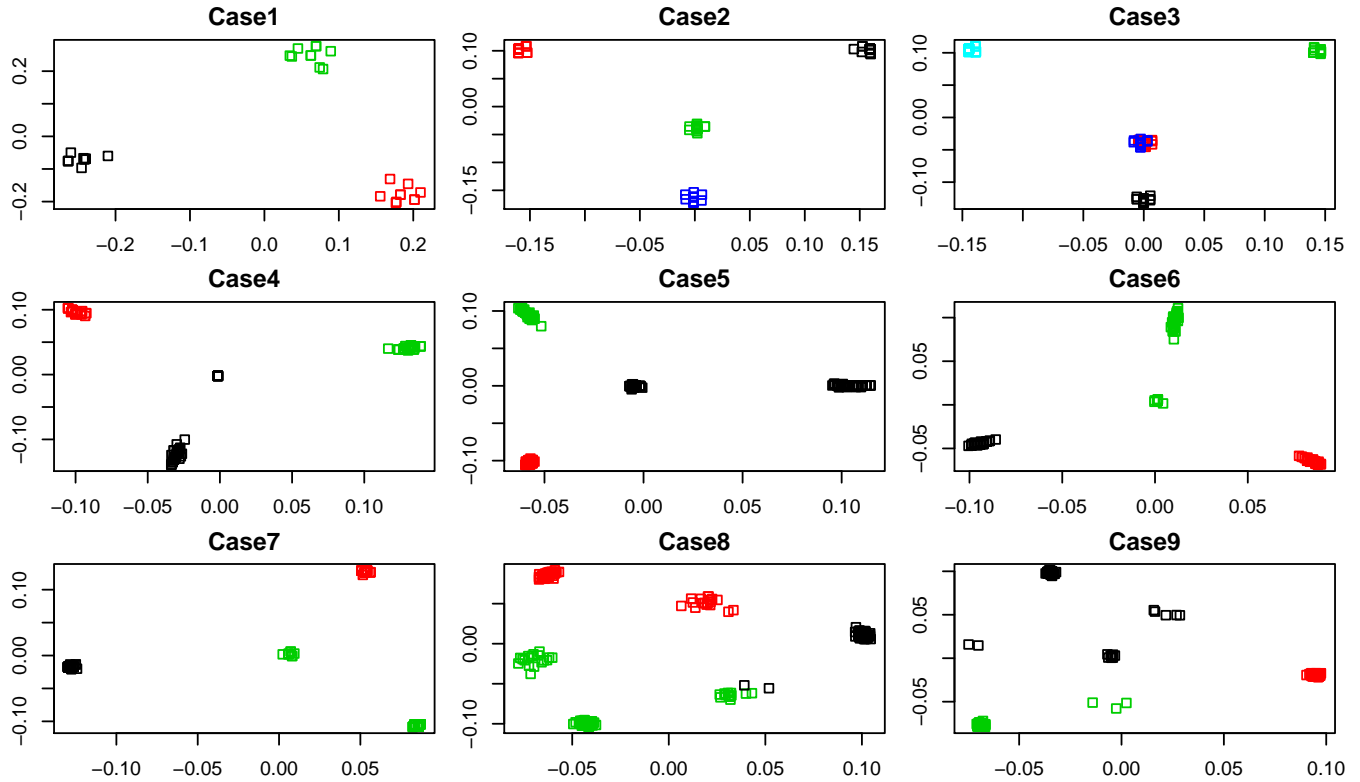 Case1 Case2 Case3
0.2 0.0 −0.2
−0.2 −0.1 0.0 0.1 0.2
0.10 0.00 −0.15
−0.15 −0.05 0.05 0.10 0.15
0.10 0.00 −0.05 −0.15
−0.15 −0.05 0.00 0.05 0.10 0.15
Case4 Case5 Case6
0.10 0.00 −0.10
−0.10 −0.05 0.00 0.05 0.10
0.10 0.00 −0.10
−0.05 0.00 0.05 0.10
0.05 −0.05
−0.10 −0.05 0.00 0.05
Case7 Case8 Case9
0.10 0.00 −0.10
−0.10 −0.05 0.00 0.05
0.00 −0.10
−0.05 0.00 0.05 0.10
0.05 −0.05
−0.05 0.00 0.05 0.10